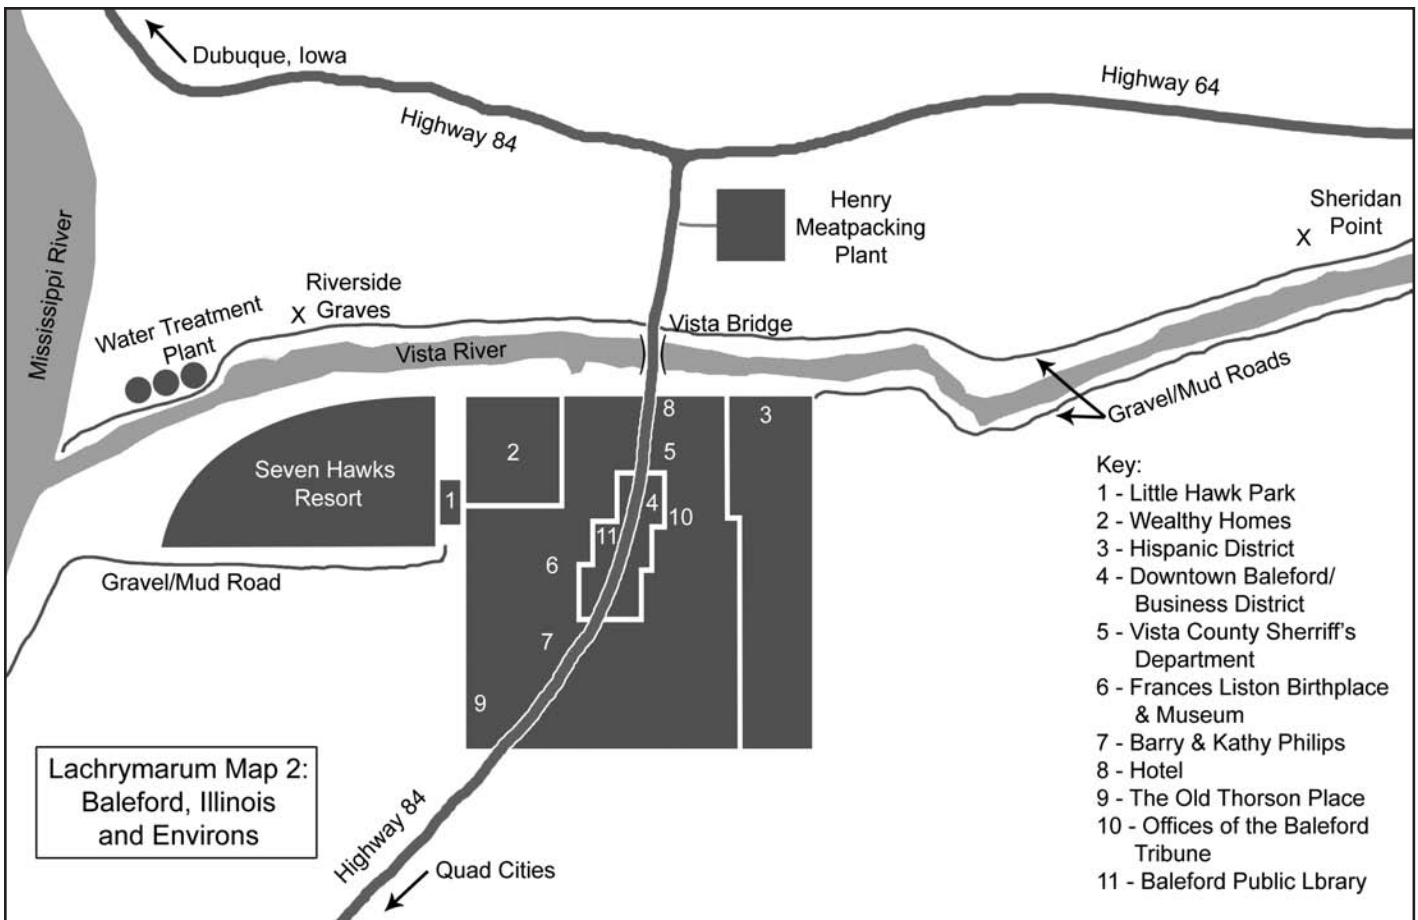 Dubuque, Iowa
Highway 84
Highway 64
Mississippi River
Henry
Meatpacking
Plant
Sheridan
Point
X
Riverside
Graves
X
Water Treatment
Plant
Vista River
Vista Bridge
Gravel/Mud Roads
Seven Hawks
Resort
1
2
8
3
5
4
10
11
6
7
9
Gravel/Mud Road
Highway 84
Quad Cities
Lachrymarum Map 2:
Baleford, Illinois
and Environs
Key:
1 - Little Hawk Park
2 - Wealthy Homes
3 - Hispanic District
4 - Downtown Baleford/
Business District
5 - Vista County Sherriff's
Department
6 - Frances Liston Birthplace
& Museum
7 - Barry & Kathy Philips
8 - Hotel
9 - The Old Thorson Place
10 - Offices of the Baleford
Tribune
11 - Baleford Public Lbrary